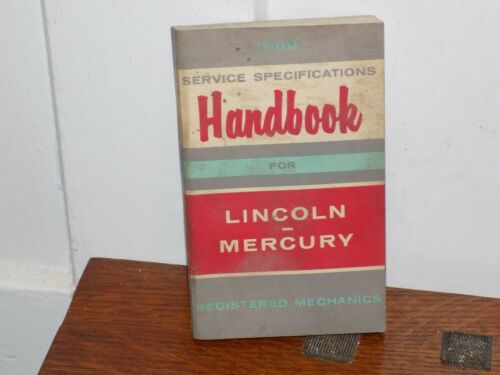 1960
SERVICE SPECIFICATIONS
Handbook
FOR
LINCOLN
-
MERCURY
REGISTERED MECHANICS